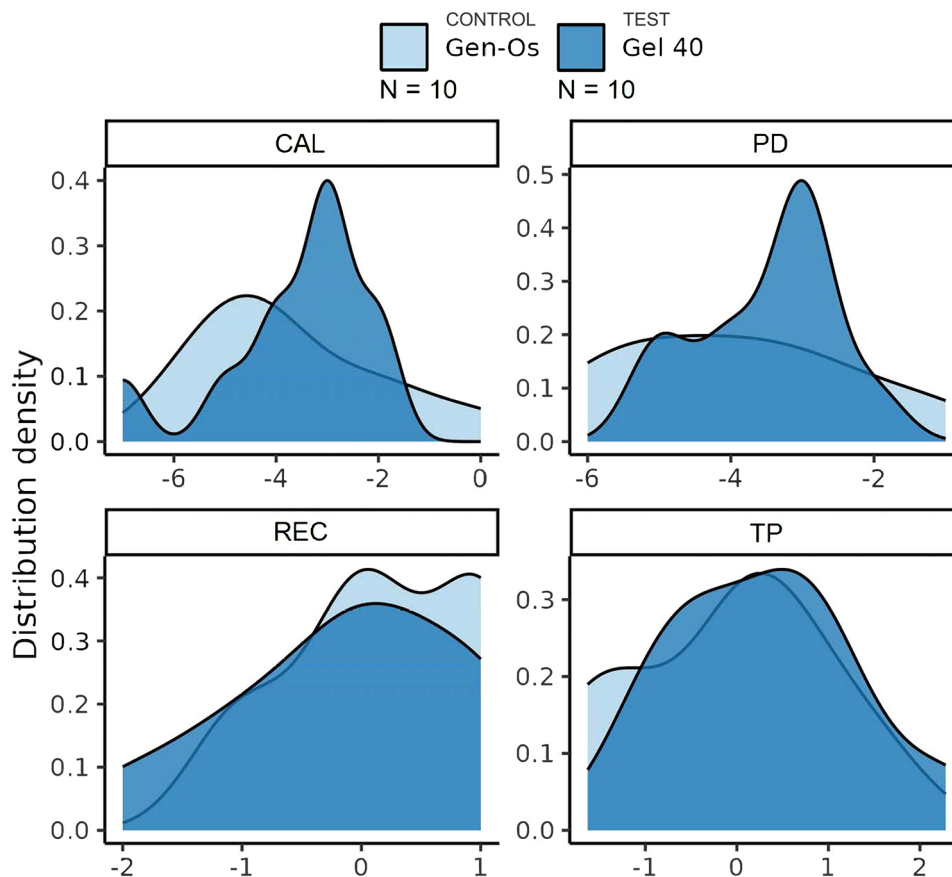 CONTROL TEST
Gen-Os Gel 40
N = 10 N = 10
CAL PD
0.4 0.5
0.3 0.4
0.2 0.3
0.1 0.2
0.0 0.1
0.0
-6 -4 -2 0 -6 -4 -2
Distribution density
REC TP
0.4 0.3
0.3 0.2
0.2 0.1
0.1 0.0
0.0
-2 -1 0 1 -1 0 1 2